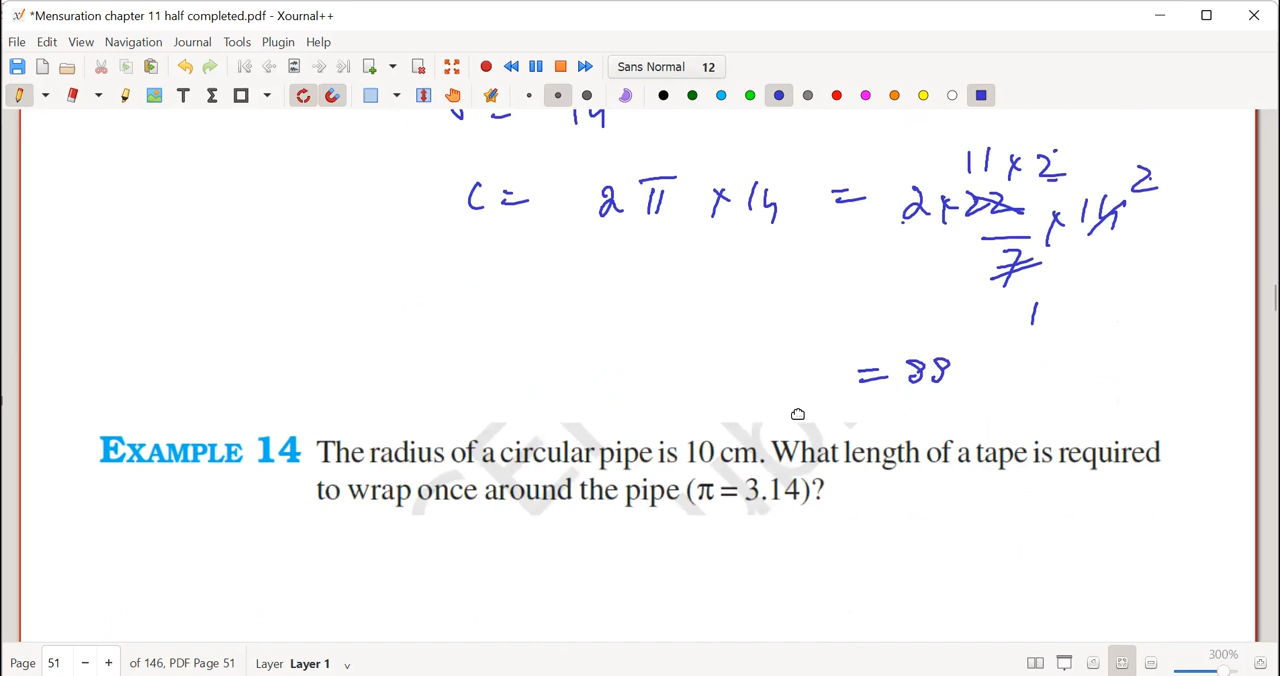 *Mensuration chapter 11 half completed.pdf - Xournal++
File Edit View Navigation Journal Tools Plugin Help
Sans Normal 12
14
11 × 2
C = 2 π × 14 = 2 × 22 × 14 2
7
1
= 88
EXAMPLE 14 The radius of a circular pipe is 10 cm. What length of a tape is required
to wrap once around the pipe (π = 3.14)?
Page 51 of 146, PDF Page 51 Layer Layer 1 300%